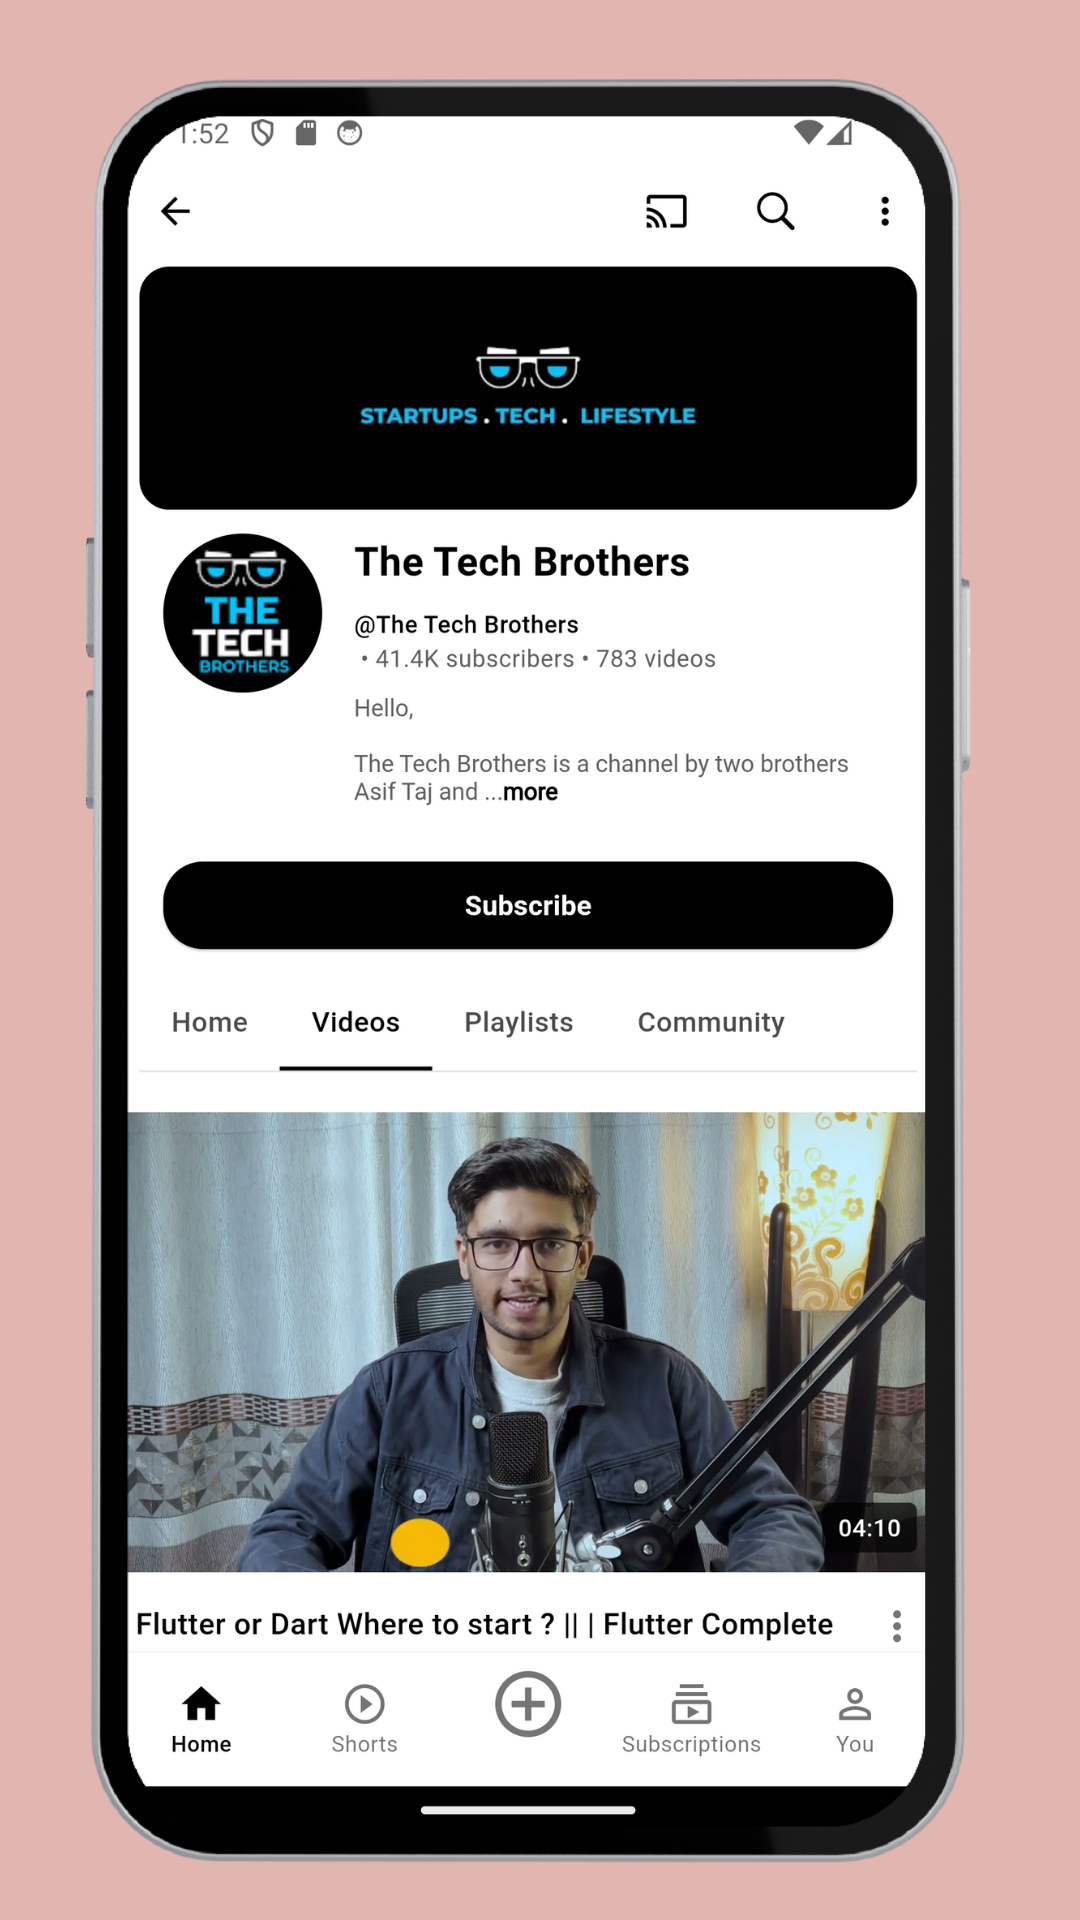 1:52
STARTUPS . TECH . LIFESTYLE
THE
TECH
BROTHERS
The Tech Brothers
@The Tech Brothers
• 41.4K subscribers • 783 videos
Hello,
The Tech Brothers is a channel by two brothers
Asif Taj and ...more
Subscribe
Home Videos Playlists Community
04:10
Flutter or Dart Where to start ? || | Flutter Complete
Home Shorts Subscriptions You